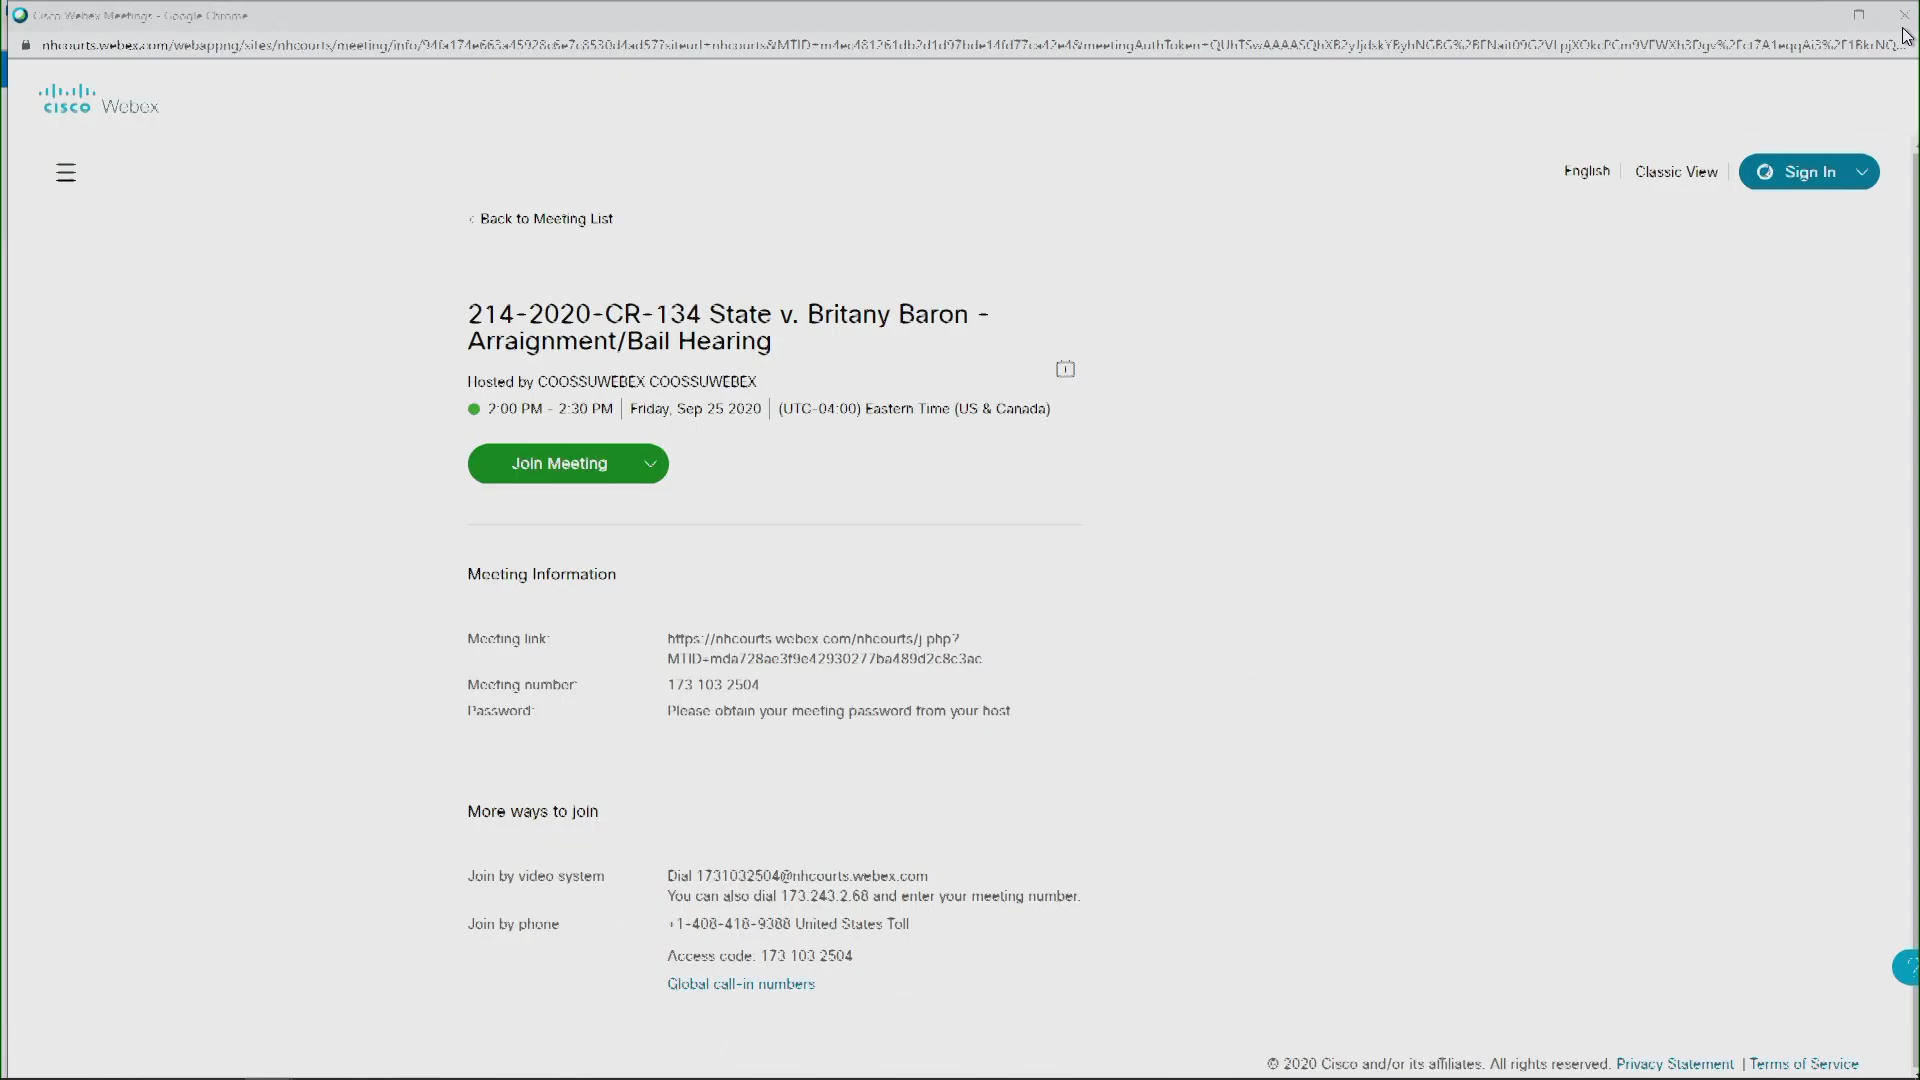 Cisco Webex Meetings - Google Chrome
cisco Webex
English
Classic View
Sign In
Back to Meeting List
214-2020-CR-134 State v. Britany Baron -
Arraignment/Bail Hearing
Hosted by COOSSUWEBEX COOSSUWEBEX
2:00 PM - 2:30 PM | Friday, Sep 25 2020 | (UTC-04:00) Eastern Time (US & Canada)
Join Meeting
Meeting Information
Meeting link: https://nhcourts.webex.com/nhcourts/j.php?
MTID=mda728ae3f9e42930277ba489d2c8c3ac
Meeting number: 173 103 2504
Password: Please obtain your meeting password from your host
More ways to join
Join by video system Dial 1731032504@nhcourts.webex.com
You can also dial 173.243.2.68 and enter your meeting number.
Join by phone +1-408-418-9388 United States Toll
Access code: 173 103 2504
Global call-in numbers
© 2020 Cisco and/or its affiliates. All rights reserved. Privacy Statement | Terms of Service